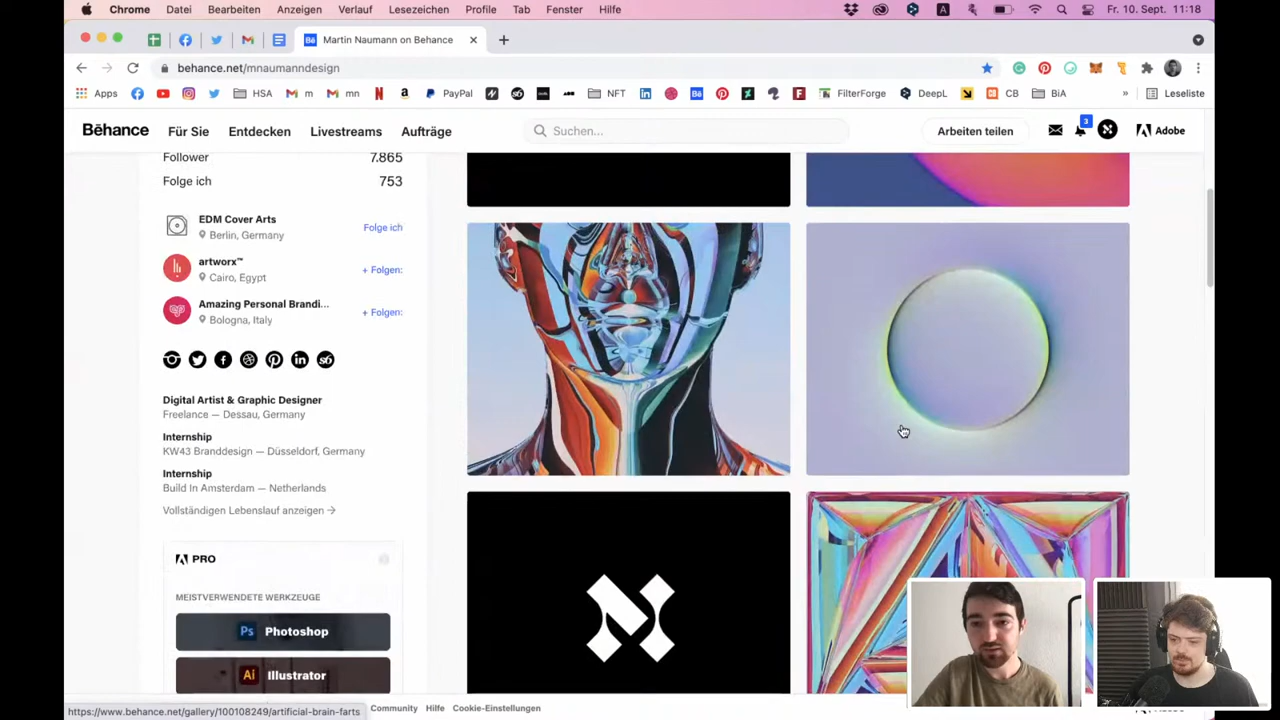 Chrome Datei Bearbeiten Anzeigen Verlauf Lesezeichen Profile Tab Fenster Hilfe A Fr. 10. Sept. 11:18
Martin Naumann on Behance
behance.net/mnaumanndesign
Apps HSA m mn PayPal NFT FilterForge DeepL CB BiA » Leseliste
Bēhance Für Sie Entdecken Livestreams Aufträge Suchen... Arbeiten teilen 3 Adobe
Follower 7.865
Folge ich 753
EDM Cover Arts
Berlin, Germany Folge ich
artworx™
Cairo, Egypt + Folgen:
Amazing Personal Brandi...
Bologna, Italy + Folgen:
Digital Artist & Graphic Designer
Freelance — Dessau, Germany
Internship
KW43 Branddesign — Düsseldorf, Germany
Internship
Build In Amsterdam — Netherlands
Vollständigen Lebenslauf anzeigen →
PRO
MEISTVERWENDETE WERKZEUGE
Ps Photoshop
Ai Illustrator
https://www.behance.net/gallery/100108249/artificial-brain-farts Community Hilfe Cookie-Einstellungen